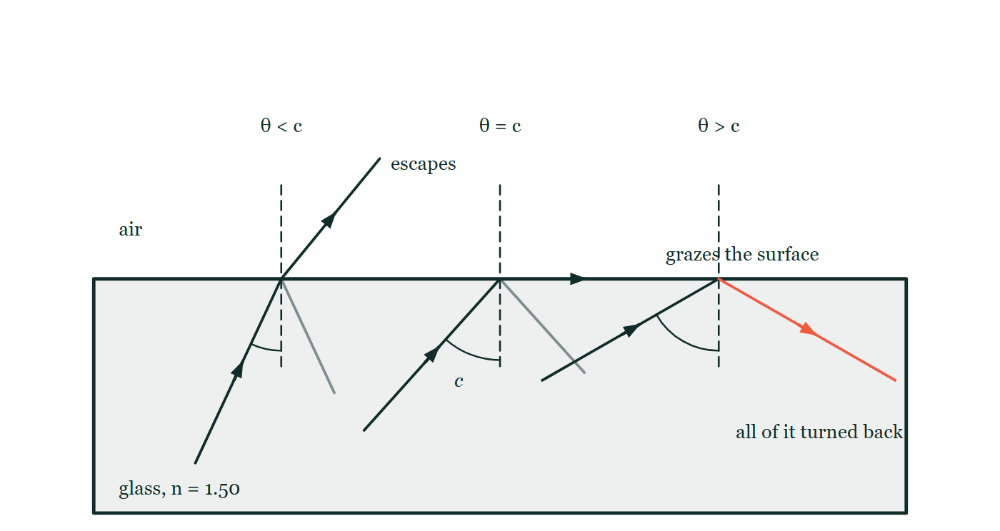 θ < c
θ = c
θ > c
escapes
air
grazes the surface
c
all of it turned back
glass, n = 1.50